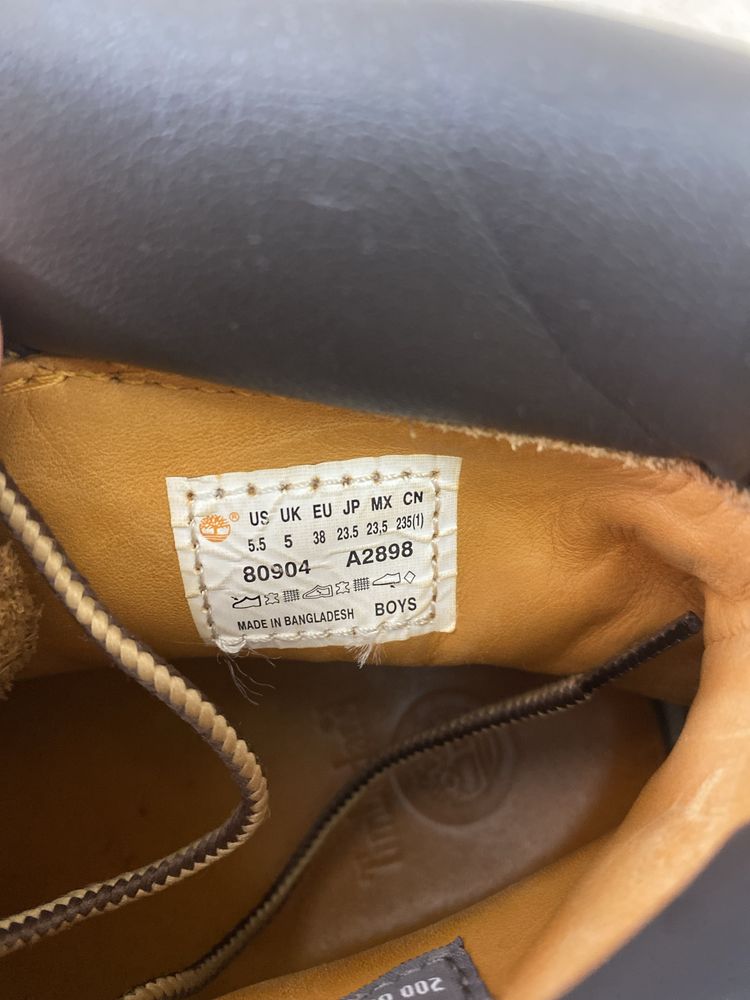 US UK EU JP MX CN
5.5 5 38 23.5 23,5 235(1)
80904 A2898
MADE IN BANGLADESH BOYS
200